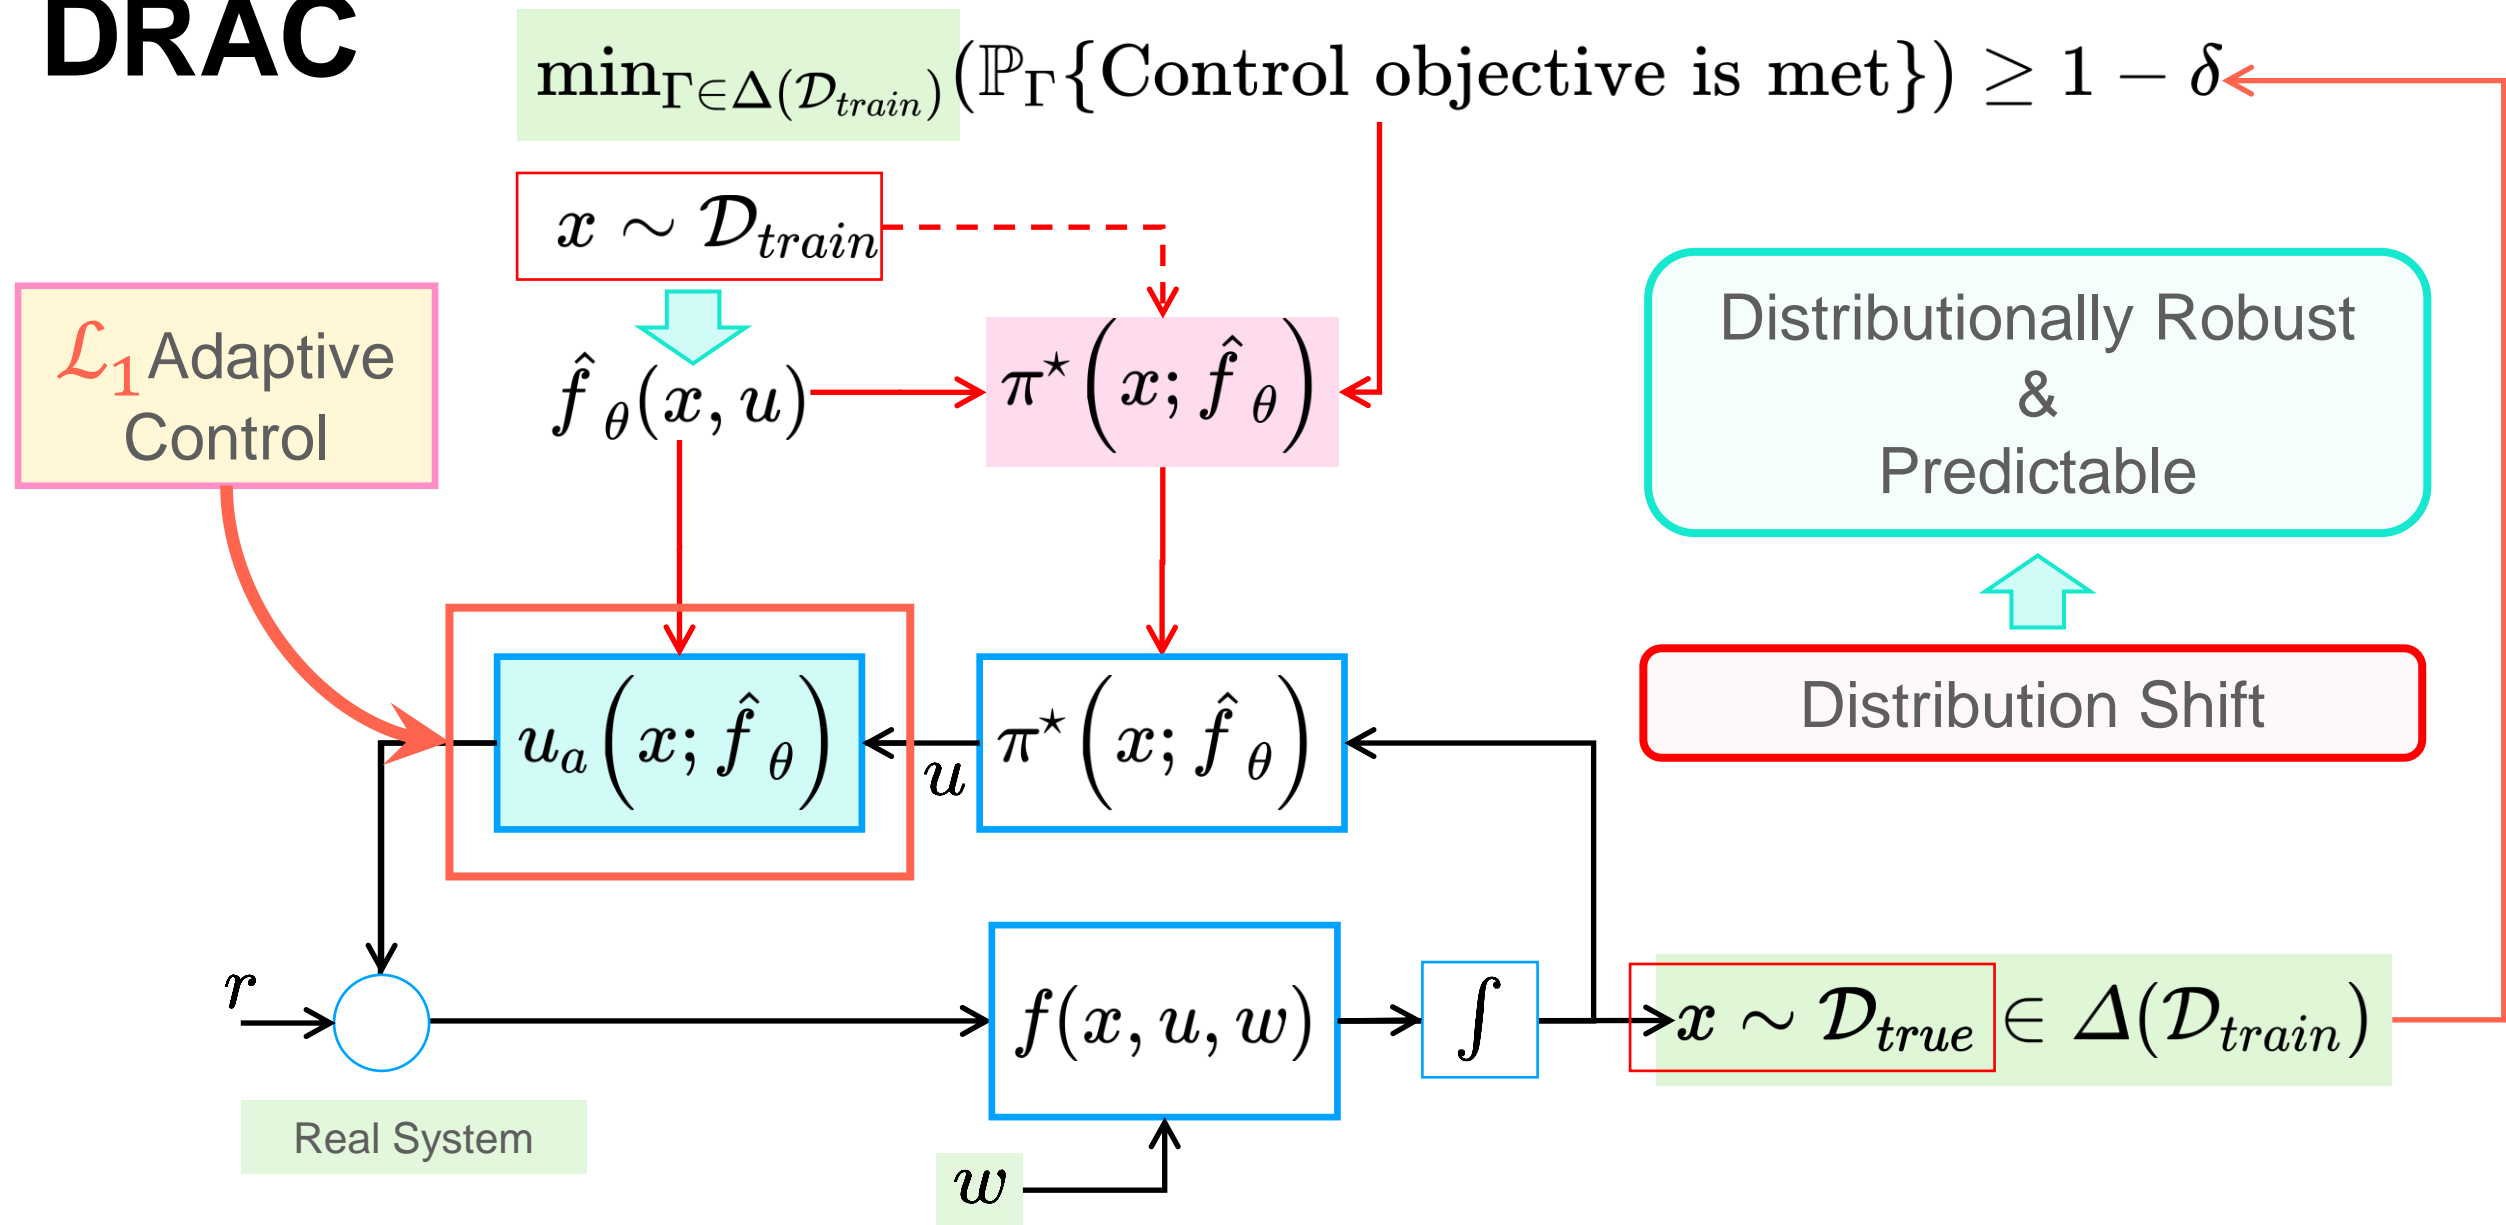 DRAC
min_{Γ∈Δ(𝒟_{train})} (ℙ_Γ{Control objective is met}) ≥ 1 − δ
x ∼ 𝒟_{train}
ℒ₁ Adaptive
Control
f̂_θ(x, u)
π⋆(x; f̂_θ)
Distributionally Robust
&
Predictable
Distribution Shift
u_a(x; f̂_θ)
u
π⋆(x; f̂_θ)
r
f(x, u, w)
∫
x ∼ 𝒟_{true} ∈ Δ(𝒟_{train})
Real System
w